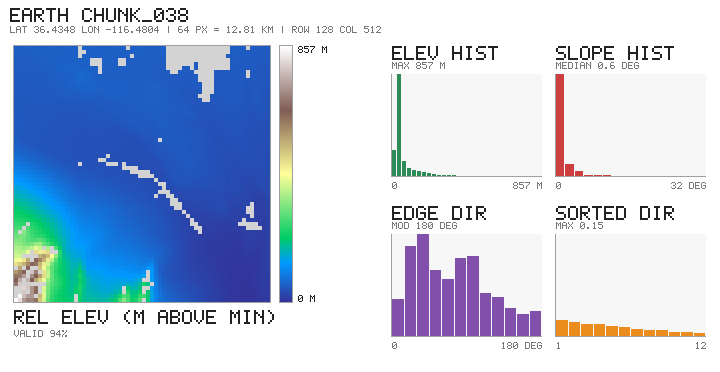 EARTH CHUNK_038
LAT 36.4348 LON -116.4804 | 64 PX = 12.81 KM | ROW 128 COL 512
857 M
0 M
REL ELEV (M ABOVE MIN)
VALID 94%
ELEV HIST
MAX 857 M
0 857 M
SLOPE HIST
MEDIAN 0.6 DEG
0 32 DEG
EDGE DIR
MOD 180 DEG
0 180 DEG
SORTED DIR
MAX 0.15
1 12